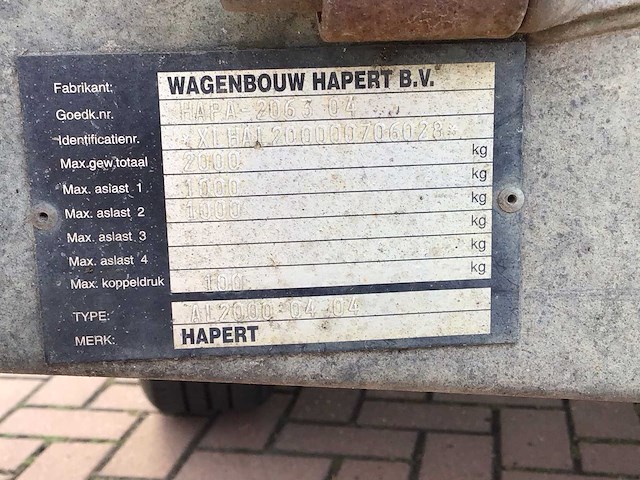 Fabrikant: WAGENBOUW HAPERT B.V.
Goedk.nr. HAPA-2063 04
Identificatienr. XLHAL200000706028
Max.gew.totaal 2000 kg
Max. aslast 1 1000 kg
Max. aslast 2 1000 kg
Max. aslast 3 kg
Max. aslast 4 kg
Max. koppeldruk 100
TYPE: AL2000-04 04
MERK: HAPERT